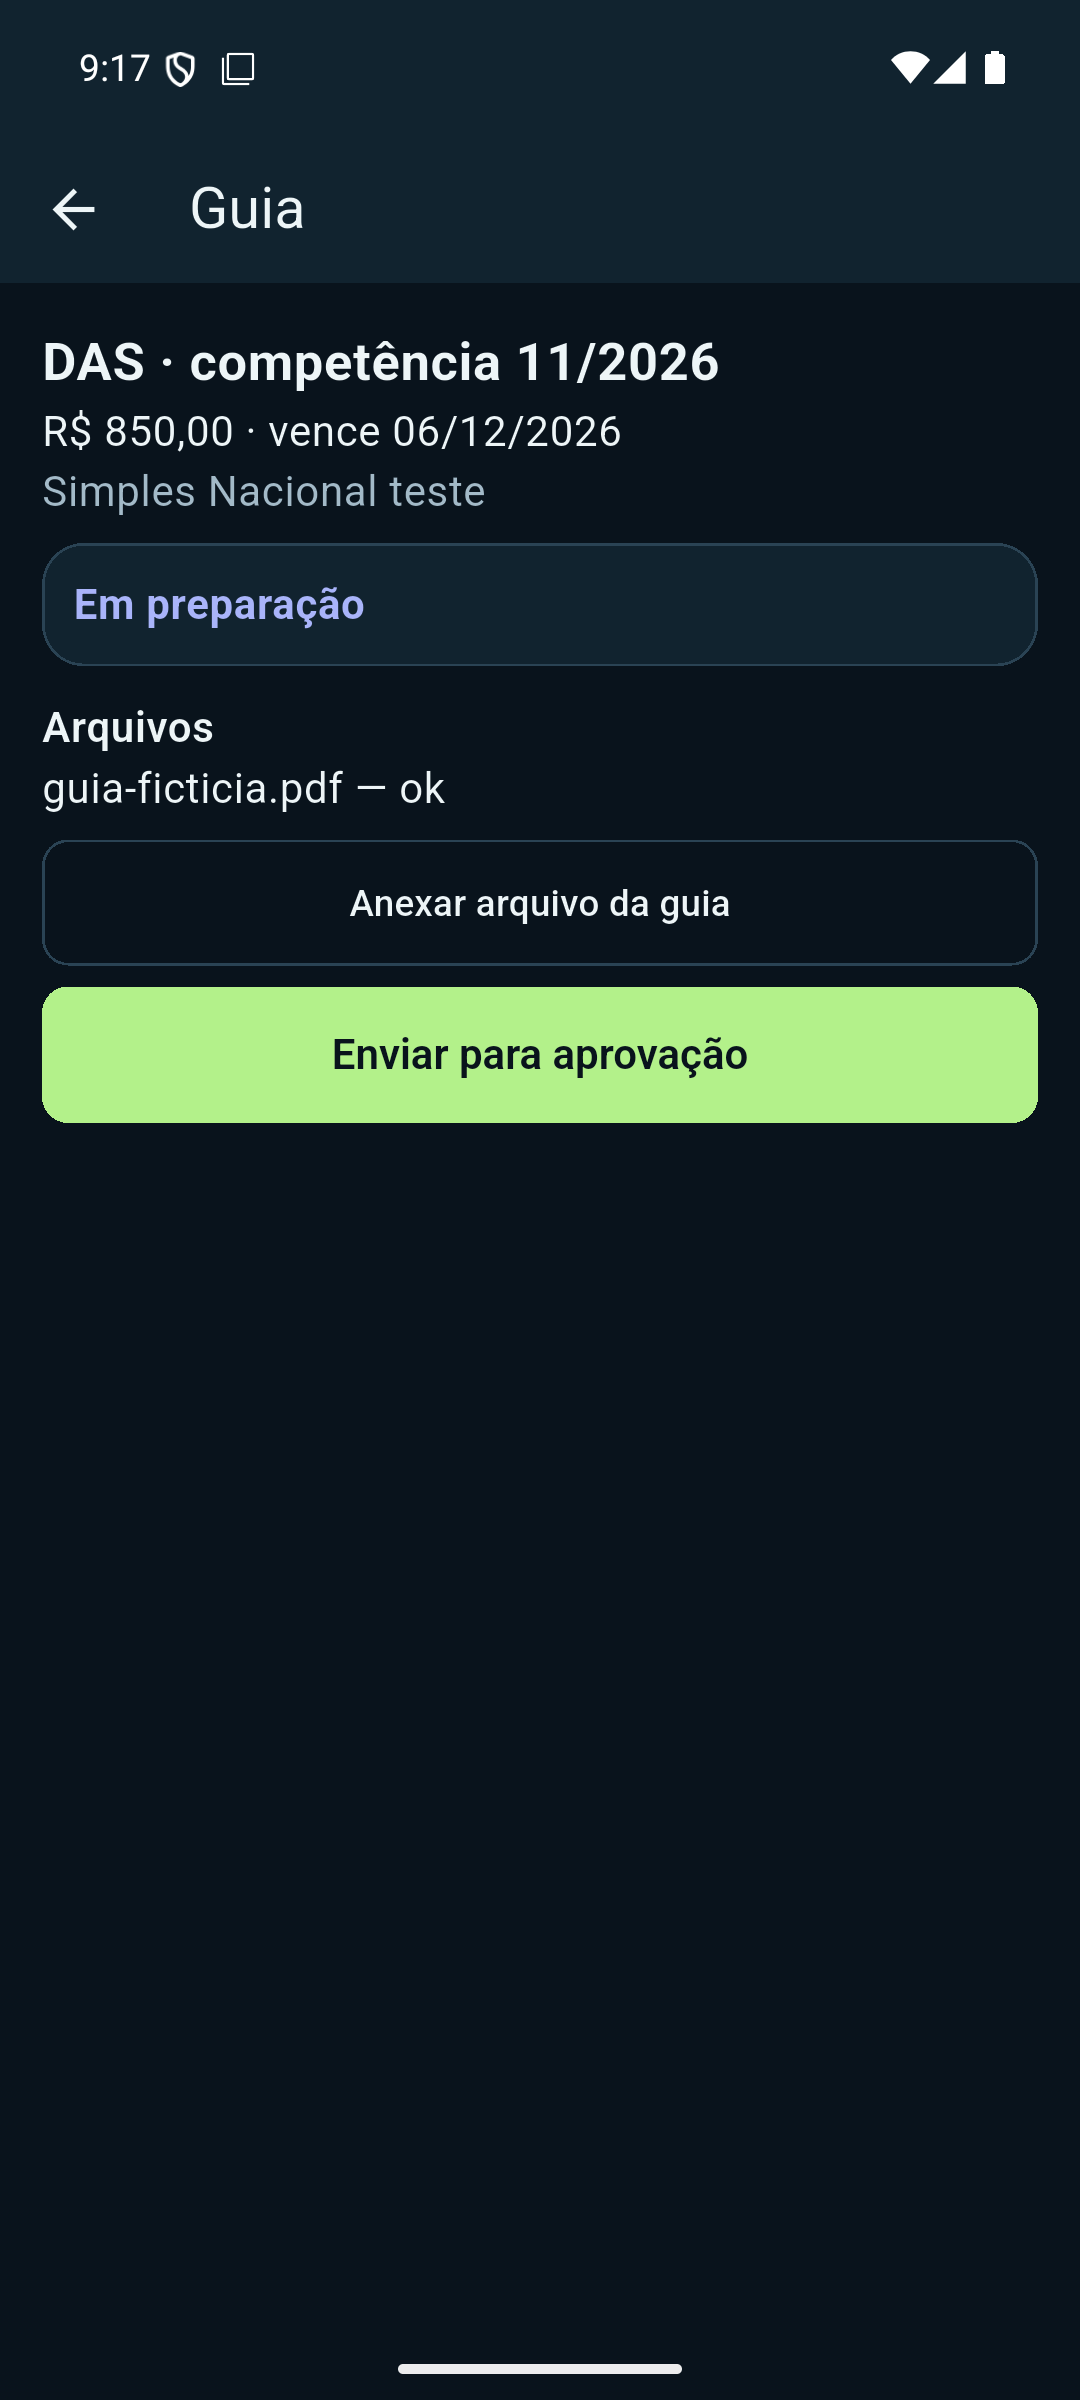 9:17
Guia
DAS · competência 11/2026
R$ 850,00 · vence 06/12/2026
Simples Nacional teste
Em preparação
Arquivos
guia-ficticia.pdf — ok
Anexar arquivo da guia
Enviar para aprovação